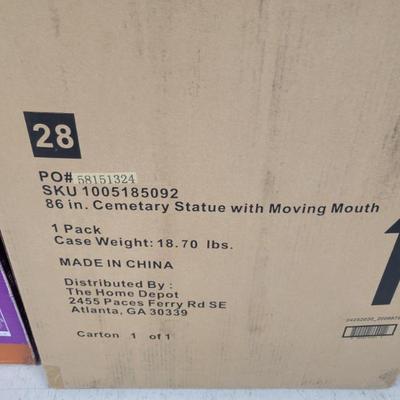 28
PO# 58151324
SKU 1005185092
86 in. Cemetary Statue with Moving Mouth
1 Pack
Case Weight: 18.70 lbs.
MADE IN CHINA
Distributed By :
The Home Depot
2455 Paces Ferry Rd SE
Atlanta, GA 30339
Carton 1 of 1